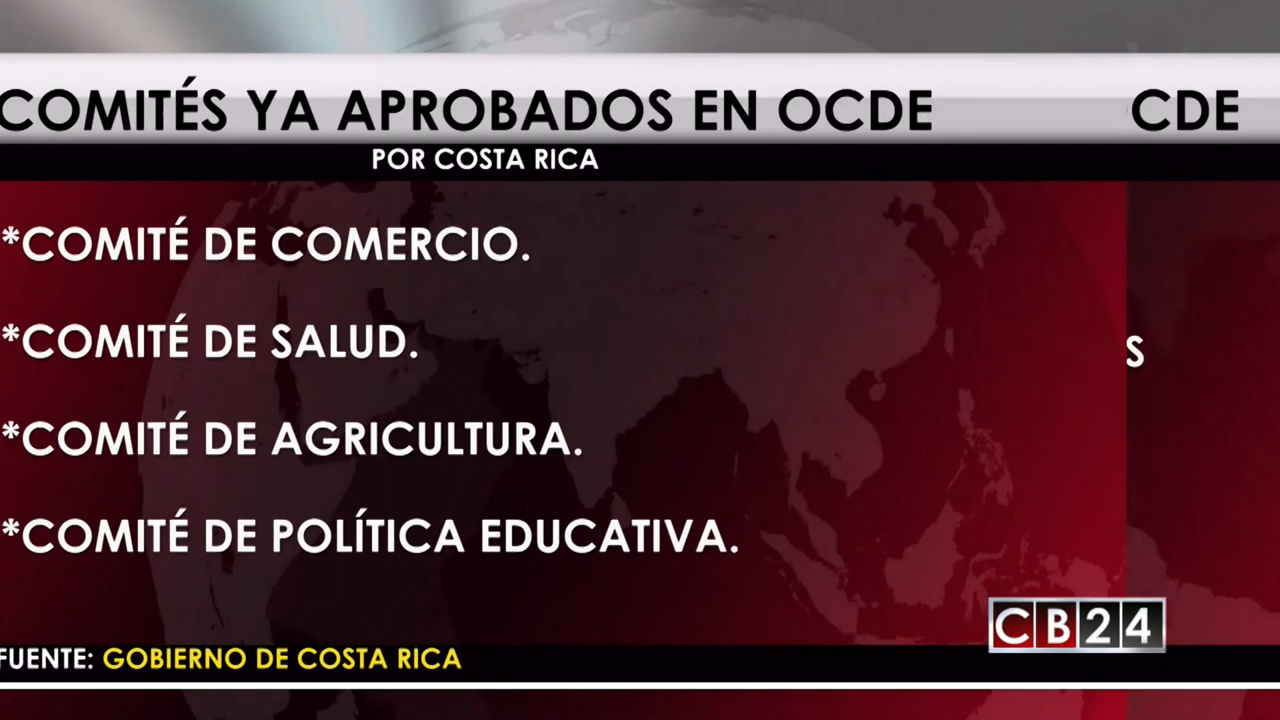 COMITÉS YA APROBADOS EN OCDE
CDE
POR COSTA RICA
*COMITÉ DE COMERCIO.
*COMITÉ DE SALUD.
S
*COMITÉ DE AGRICULTURA.
*COMITÉ DE POLÍTICA EDUCATIVA.
CB24
FUENTE: GOBIERNO DE COSTA RICA